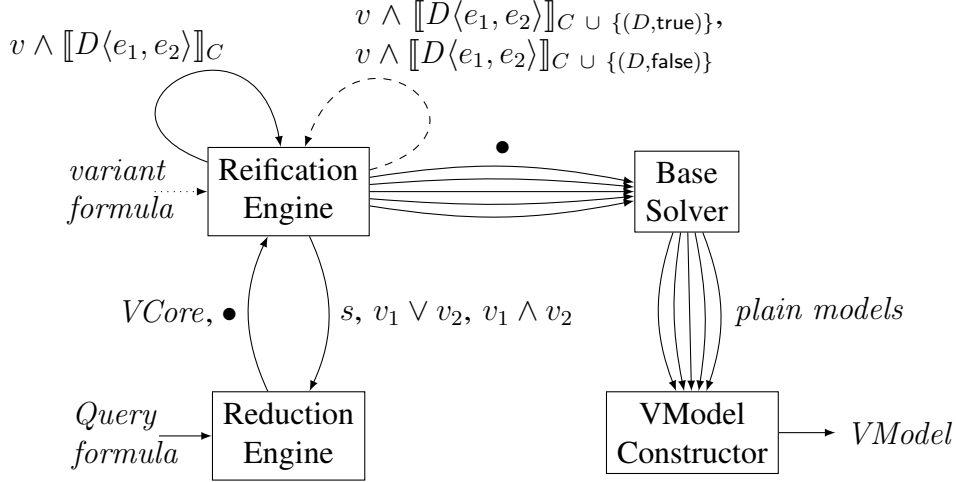 v ∧ ⟦D⟨e₁, e₂⟩⟧_C ∪ {(D,true)},
v ∧ ⟦D⟨e₁, e₂⟩⟧_C
v ∧ ⟦D⟨e₁, e₂⟩⟧_C ∪ {(D,false)}
variant
formula
Reification
Engine
●
Base
Solver
VCore, ●
s, v₁ ∨ v₂, v₁ ∧ v₂
plain models
Query
formula
Reduction
Engine
VModel
Constructor
VModel